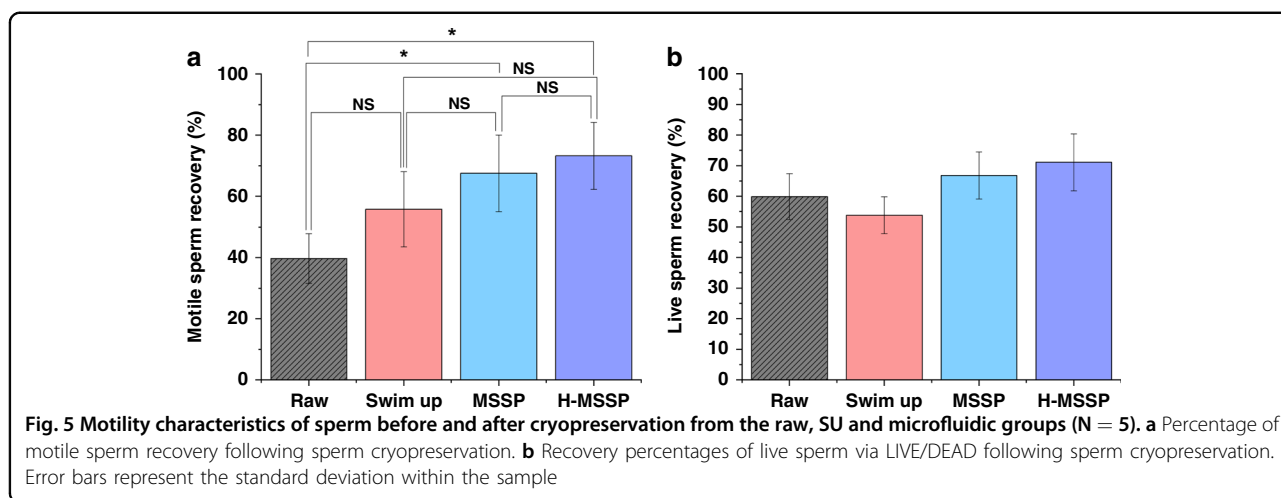 a
*
*
NS
NS
NS
NS
Motile sperm recovery (%)
100
80
60
40
20
0
Raw
Swim up
MSSP
H-MSSP
b
Live sperm recovery (%)
100
90
80
70
60
50
40
30
20
10
0
Raw
Swim up
MSSP
H-MSSP
Fig. 5 Motility characteristics of sperm before and after cryopreservation from the raw, SU and microfluidic groups (N = 5). a Percentage of
motile sperm recovery following sperm cryopreservation. b Recovery percentages of live sperm via LIVE/DEAD following sperm cryopreservation.
Error bars represent the standard deviation within the sample